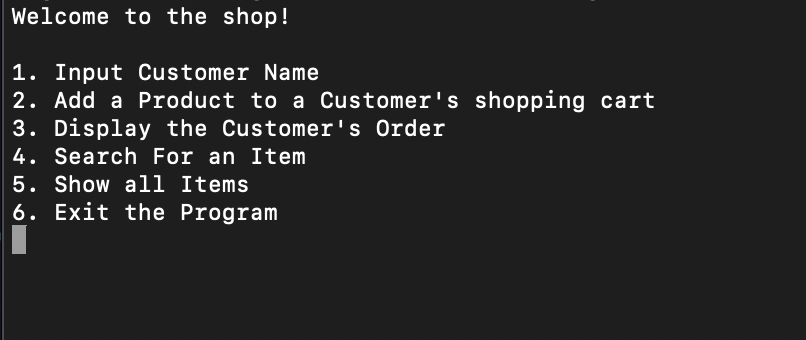 Welcome to the shop!
1. Input Customer Name
2. Add a Product to a Customer's shopping cart
3. Display the Customer's Order
4. Search For an Item
5. Show all Items
6. Exit the Program